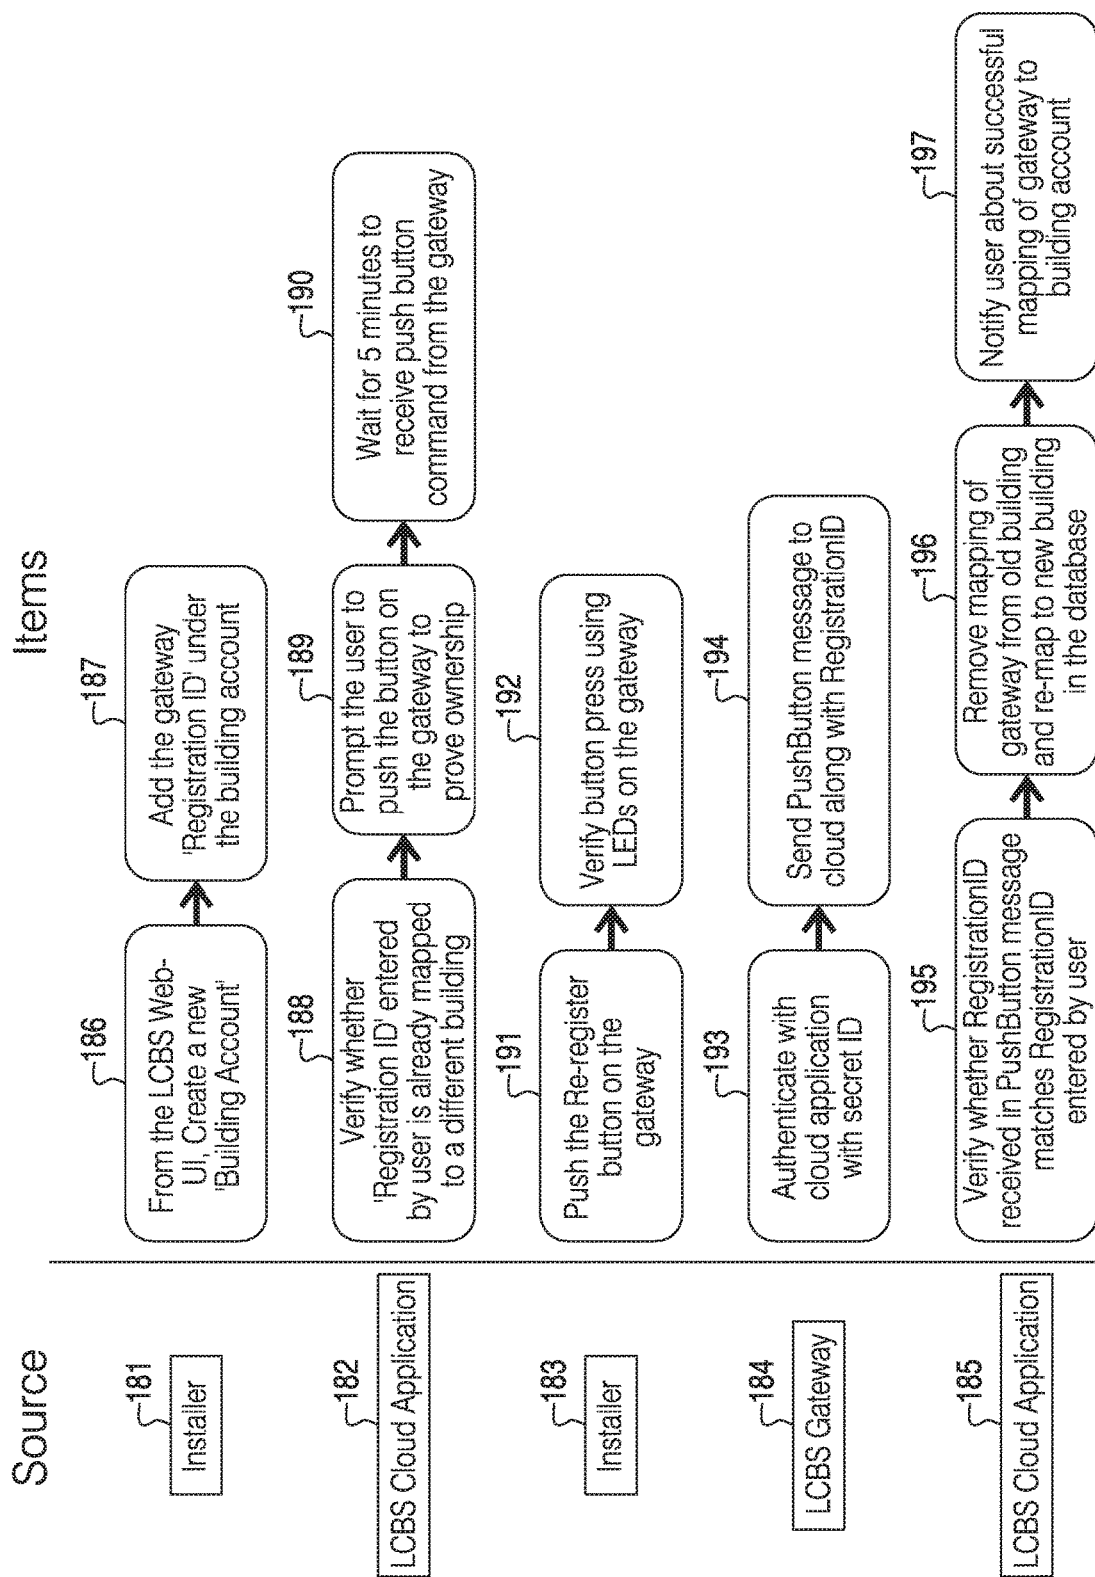 Source
Items
181
Installer
186
From the LCBS Web-
UI, Create a new
'Building Account'
187
Add the gateway
'Registration ID' under
the building account
182
LCBS Cloud Application
188
Verify whether
'Registration ID' entered
by user is already mapped
to a different building
189
Prompt the user to
push the button on
the gateway to
prove ownership
190
Wait for 5 minutes to
receive push button
command from the gateway
183
Installer
191
Push the Re-register
button on the
gateway
192
Verify button press using
LEDs on the gateway
184
LCBS Gateway
193
Authenticate with
cloud application
with secret ID
194
Send PushButton message to
cloud along with RegistrationID
185
LCBS Cloud Application
195
Verify whether RegistrationID
received in PushButton message
matches RegistrationID
entered by user
196
Remove mapping of
gateway from old building
and re-map to new building
in the database
197
Notify user about successful
mapping of gateway to
building account